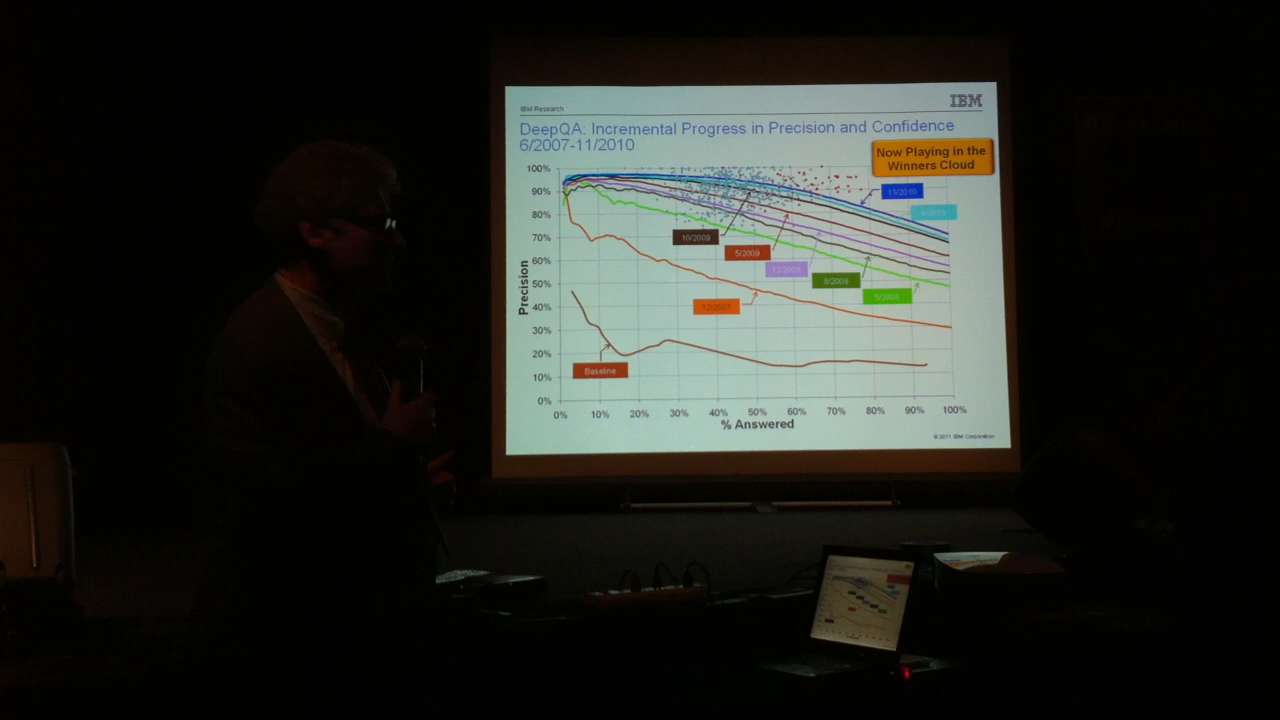 IBM Research
IBM
DeepQA: Incremental Progress in Precision and Confidence
6/2007-11/2010
Now Playing in the
Winners Cloud
100%
90%
80%
70%
60%
50%
40%
30%
20%
10%
0%
Precision
11/2010
10/2009
5/2009
12/2008
8/2008
5/2008
12/2007
Baseline
0% 10% 20% 30% 40% 50% 60% 70% 80% 90% 100%
% Answered
© 2011 IBM Corporation